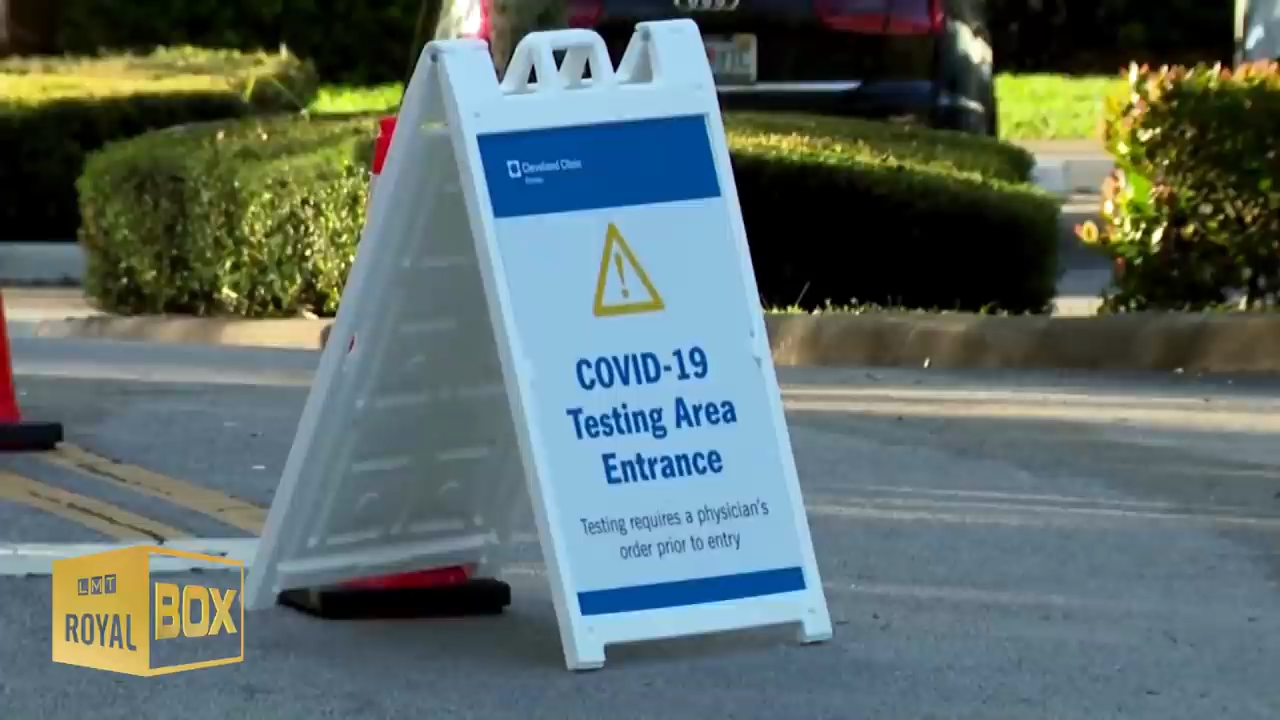 Cleveland Clinic
COVID-19
Testing Area
Entrance
Testing requires a physician's
order prior to entry
LMT
ROYAL
BOX